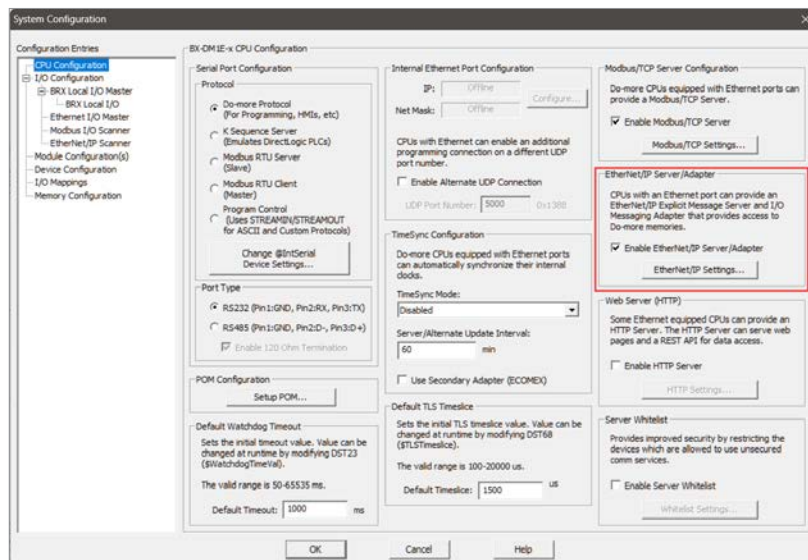 System Configuration
Configuration Entries
CPU Configuration
I/O Configuration
BRX Local I/O Master
BRX Local I/O
Ethernet I/O Master
Modbus I/O Scanner
EtherNet/IP Scanner
Module Configuration(s)
Device Configuration
I/O Mappings
Memory Configuration
BX-DM1E-x CPU Configuration
Serial Port Configuration
Protocol
Do-more Protocol
(For Programming, HMIs, etc)
K Sequence Server
(Emulates DirectLogic PLCs)
Modbus RTU Server
(Slave)
Modbus RTU Client
(Master)
Program Control
(Uses STREAMIN/STREAMOUT
for ASCII and Custom Protocols)
Change @IntSerial
Device Settings...
Port Type
RS232 (Pin1:GND, Pin2:RX, Pin3:TX)
RS485 (Pin1:GND, Pin2:D-, Pin3:D+)
Enable 120 Ohm Termination
POM Configuration
Setup POM...
Default Watchdog Timeout
Sets the initial timeout value. Value can be
changed at runtime by modifying DST23
($WatchdogTimeVal).
The valid range is 50-65535 ms.
Default Timeout: 1000 ms
Internal Ethernet Port Configuration
IP: Offline
Net Mask: Offline
Configure...
CPUs with Ethernet can enable an additional
programming connection on a different UDP
port number.
Enable Alternate UDP Connection
UDP Port Number: 5000 0x1388
TimeSync Configuration
Do-more CPUs equipped with Ethernet ports
can automatically synchronize their internal
clocks.
TimeSync Mode:
Disabled
Server/Alternate Update Interval:
60 min
Use Secondary Adapter (ECOMEX)
Default TLS Timeslice
Sets the initial TLS timeslice value. Value can be
changed at runtime by modifying DST68
($TLSTimeslice).
The valid range is 100-20000 us.
Default Timeslice: 1500 us
Modbus/TCP Server Configuration
Do-more CPUs equipped with Ethernet ports can
provide a Modbus/TCP Server.
Enable Modbus/TCP Server
Modbus/TCP Settings...
EtherNet/IP Server/Adapter
CPUs with an Ethernet port can provide an
EtherNet/IP Explicit Message Server and I/O
Messaging Adapter that provides access to
Do-more memories.
Enable EtherNet/IP Server/Adapter
EtherNet/IP Settings...
Web Server (HTTP)
Some Ethernet equipped CPUs can provide an
HTTP Server. The HTTP Server can serve web
pages and a REST API for data access.
Enable HTTP Server
HTTP Settings...
Server Whitelist
Provides improved security by restricting the
devices which are allowed to use unsecured
comm services.
Enable Server Whitelist
Whitelist Settings...
OK
Cancel
Help